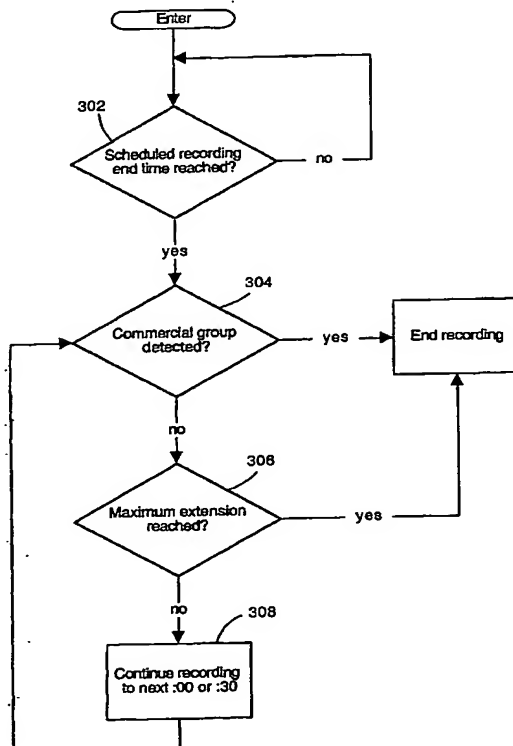 Enter
302
Scheduled recording
end time reached?
no
yes
304
Commercial group
detected?
yes
End recording
no
306
Maximum extension
reached?
yes
no
308
Continue recording
to next :00 or :30